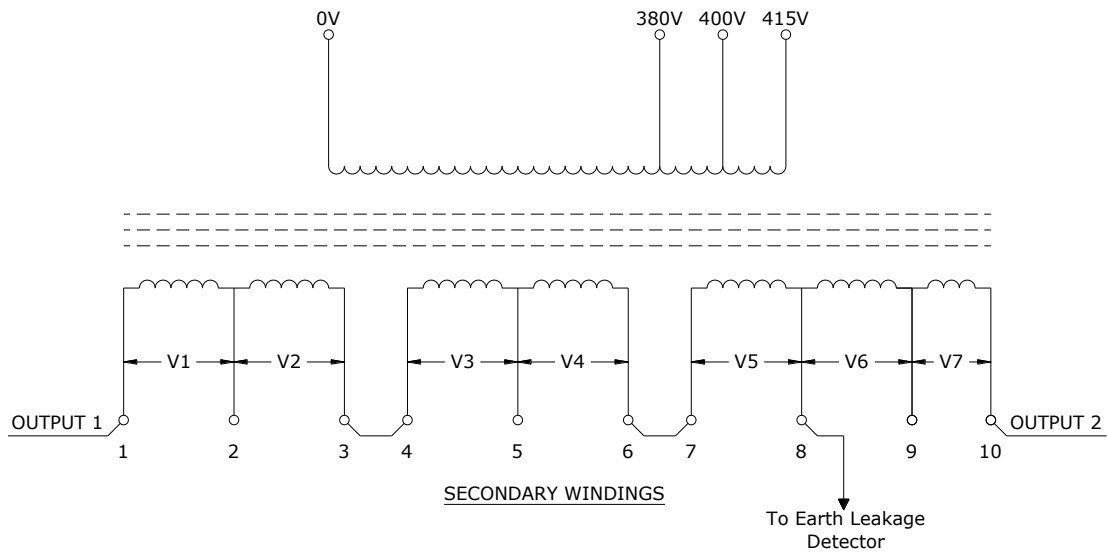 0V 380V 400V 415V
V1 V2 V3 V4 V5 V6 V7
OUTPUT 1 OUTPUT 2
1 2 3 4 5 6 7 8 9 10
SECONDARY WINDINGS
To Earth Leakage
Detector